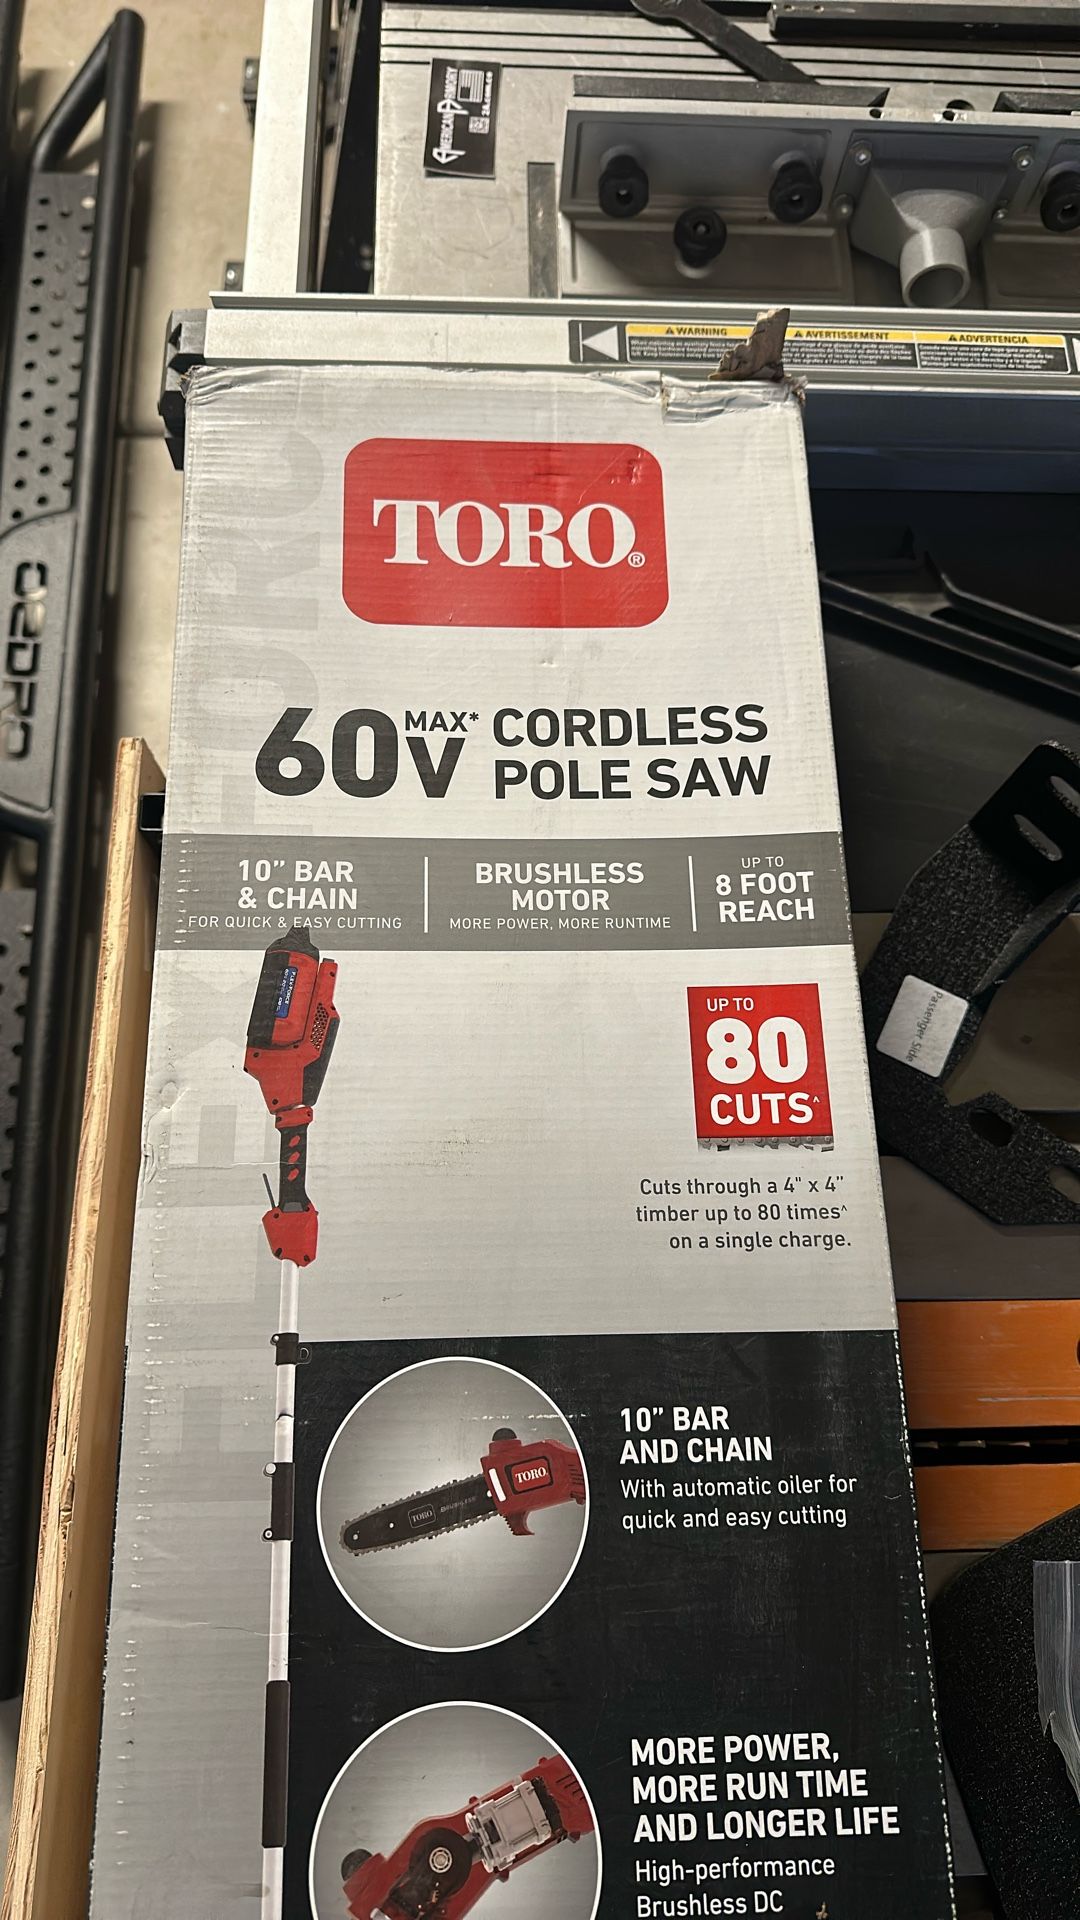 AMERICAN ARMORY
OEDRO
WARNING
AVERTISSEMENT
ADVERTENCIA
TORO®
60V MAX* CORDLESS
POLE SAW
10” BAR
& CHAIN
FOR QUICK & EASY CUTTING
BRUSHLESS
MOTOR
MORE POWER, MORE RUNTIME
UP TO
8 FOOT
REACH
UP TO
80
CUTS^
Cuts through a 4" x 4"
timber up to 80 times^
on a single charge.
Passenger Side
10” BAR
AND CHAIN
With automatic oiler for
quick and easy cutting
TORO
TORO
BRUSHLESS
MORE POWER,
MORE RUN TIME
AND LONGER LIFE
High-performance
Brushless DC